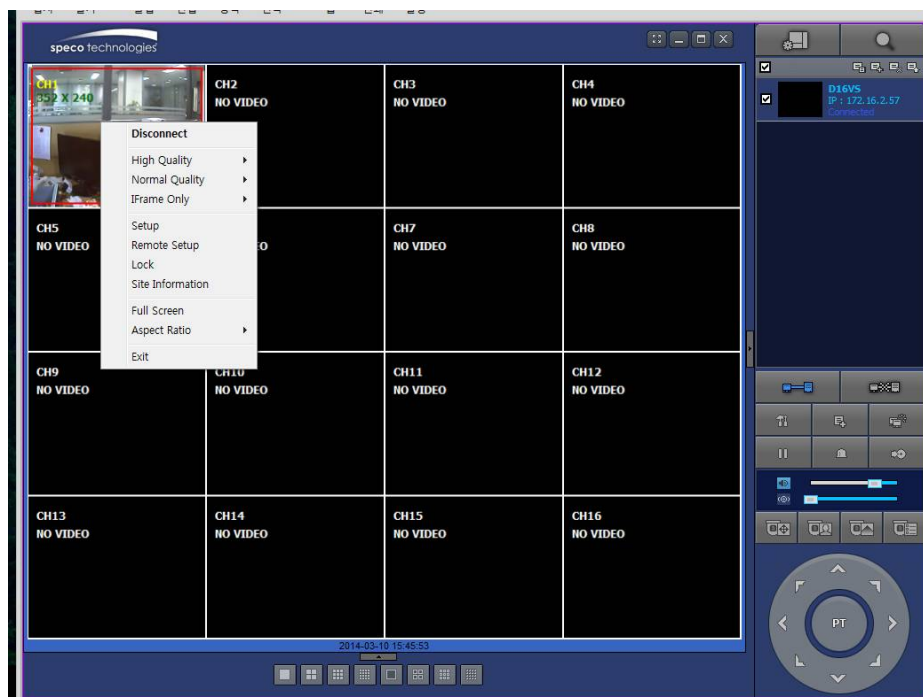 speco technologies
CH1
352 X 240
CH2
NO VIDEO
CH3
NO VIDEO
CH4
NO VIDEO
Disconnect
High Quality
Normal Quality
IFrame Only
Setup
Remote Setup
Lock
Site Information
Full Screen
Aspect Ratio
Exit
CH5
NO VIDEO
CH7
NO VIDEO
CH8
NO VIDEO
CH9
NO VIDEO
CH10
NO VIDEO
CH11
NO VIDEO
CH12
NO VIDEO
CH13
NO VIDEO
CH14
NO VIDEO
CH15
NO VIDEO
CH16
NO VIDEO
2014-03-10 15:45:53
D16VS
IP : 172.16.2.57
Connected
PT